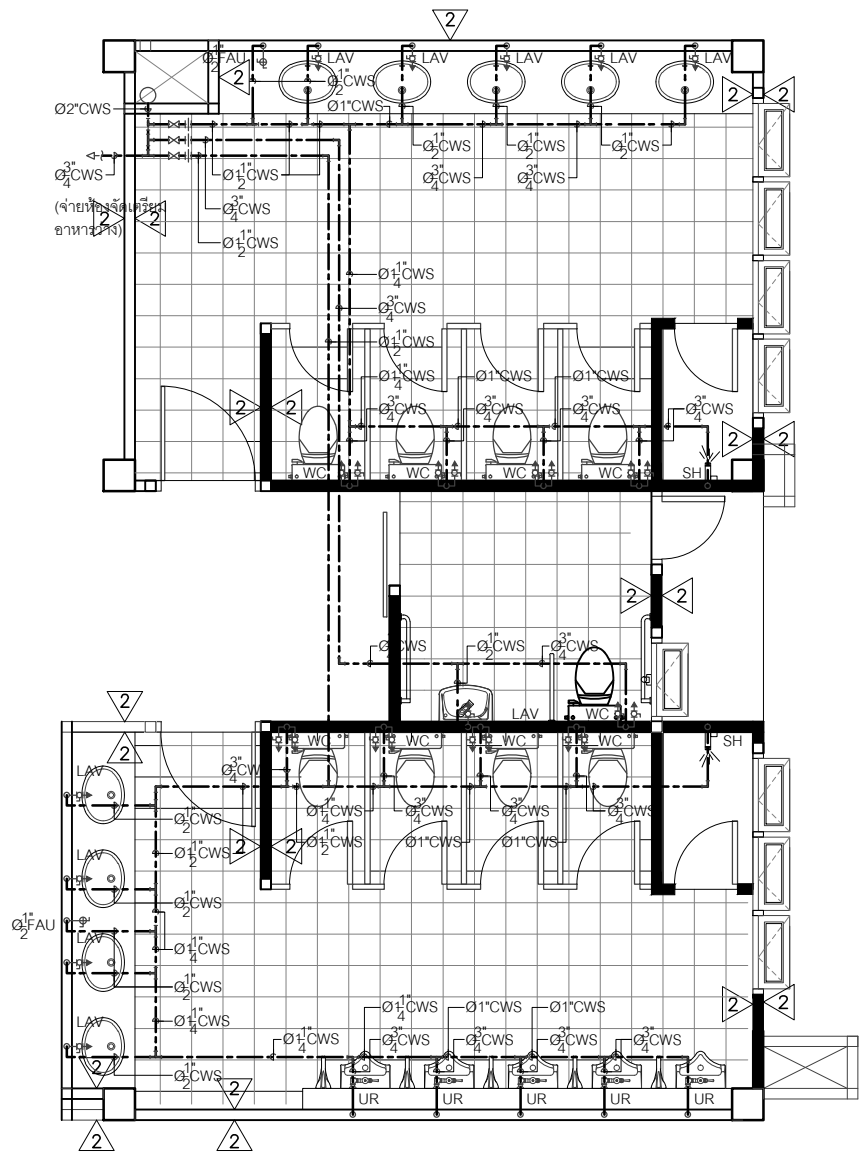 2
Ø1/2"FAU
LAV
LAV
LAV
LAV
LAV
2
Ø1/2"CWS
2
2
Ø2"CWS
Ø1"CWS
Ø1/2"CWS
Ø1/2"CWS
Ø1/2"CWS
Ø3/4"CWS
Ø1 1/2"CWS
Ø3/4"CWS
Ø3/4"CWS
(จ่ายห้องจัดเตรียม
อาหารว่าง)
2
2
Ø3/4"CWS
Ø1 1/2"CWS
Ø1 1/4"CWS
Ø3/4"CWS
Ø1 1/2"CWS
Ø1 1/4"CWS
Ø1"CWS
Ø1"CWS
2
2
Ø3/4"CWS
Ø3/4"CWS
Ø3/4"CWS
Ø3/4"CWS
2
2
WC
WC
WC
WC
SH
2
2
Ø3/4"CWS
Ø1/2"CWS
Ø3/4"CWS
LAV
WC
2
2
WC
WC
WC
WC
SH
LAV
Ø3/4"CWS
Ø1/2"CWS
Ø1 1/4"CWS
Ø3/4"CWS
Ø3/4"CWS
Ø3/4"CWS
Ø1 1/2"CWS
2
2
Ø1 1/2"CWS
Ø1"CWS
Ø1"CWS
LAV
Ø1/2"CWS
Ø1/2"FAU
LAV
Ø1 1/4"CWS
Ø1/2"CWS
2
2
Ø1 1/4"CWS
Ø1 1/4"CWS
Ø1"CWS
Ø1"CWS
LAV
Ø1 1/4"CWS
Ø3/4"CWS
Ø3/4"CWS
Ø3/4"CWS
Ø3/4"CWS
2
Ø1/2"CWS
2
UR
UR
UR
UR
UR
2
2